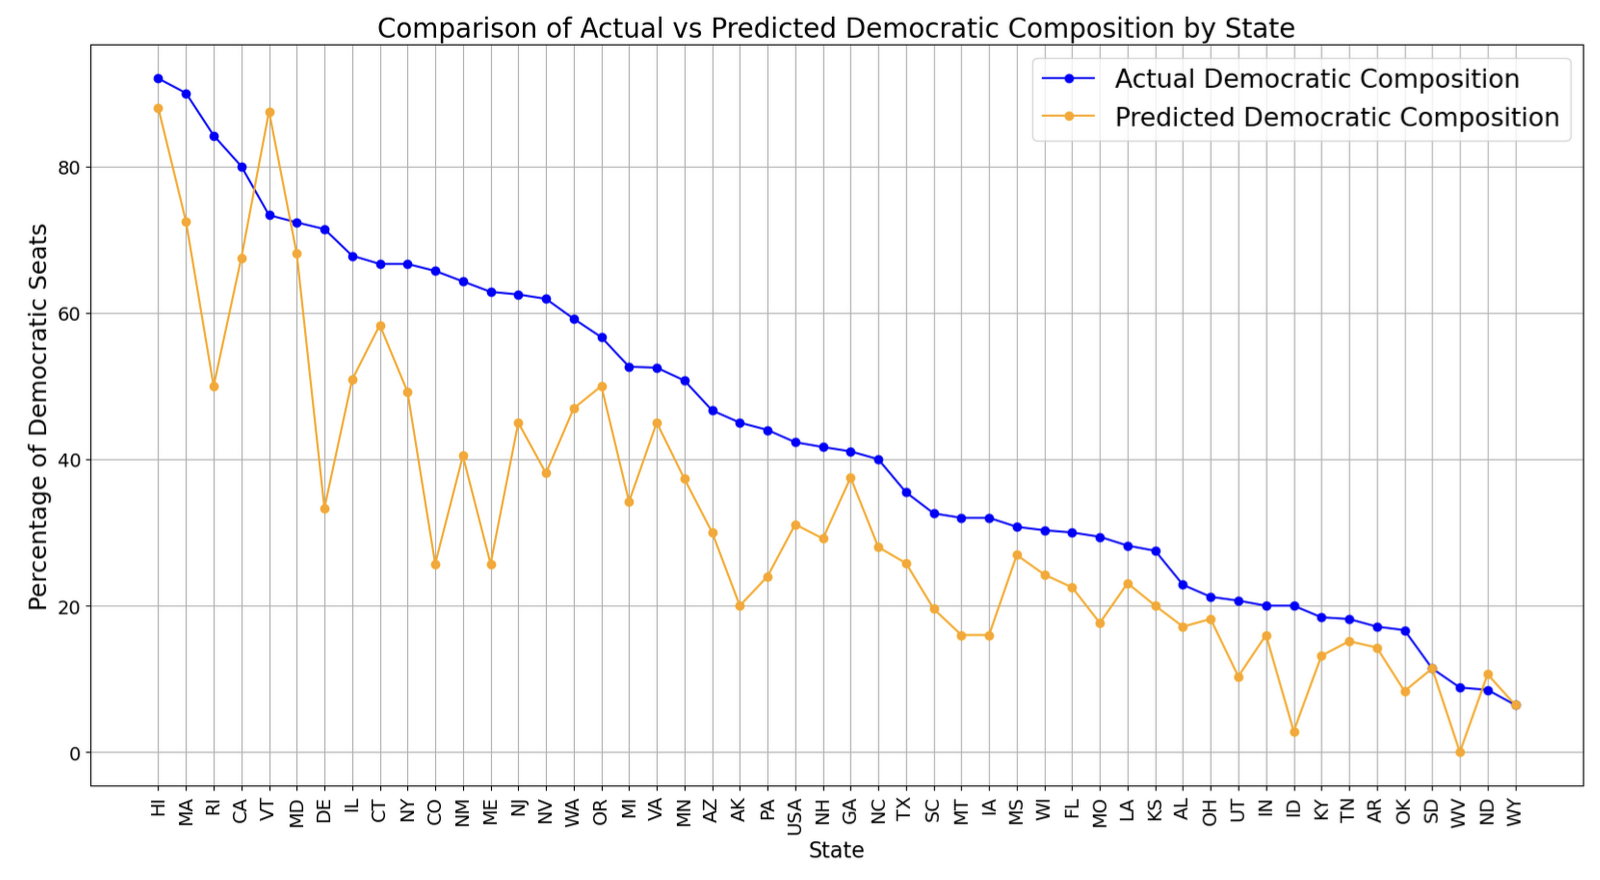 Comparison of Actual vs Predicted Democratic Composition by State
Actual Democratic Composition
Predicted Democratic Composition
Percentage of Democratic Seats
80
60
40
20
0
HI MA RI CA VT MD DE IL CT NY CO NM ME NJ NV WA OR MI VA MN AZ AK PA USA NH GA NC TX SC MT IA MS WI FL MO LA KS AL OH UT IN ID KY TN AR OK SD WV ND WY
State